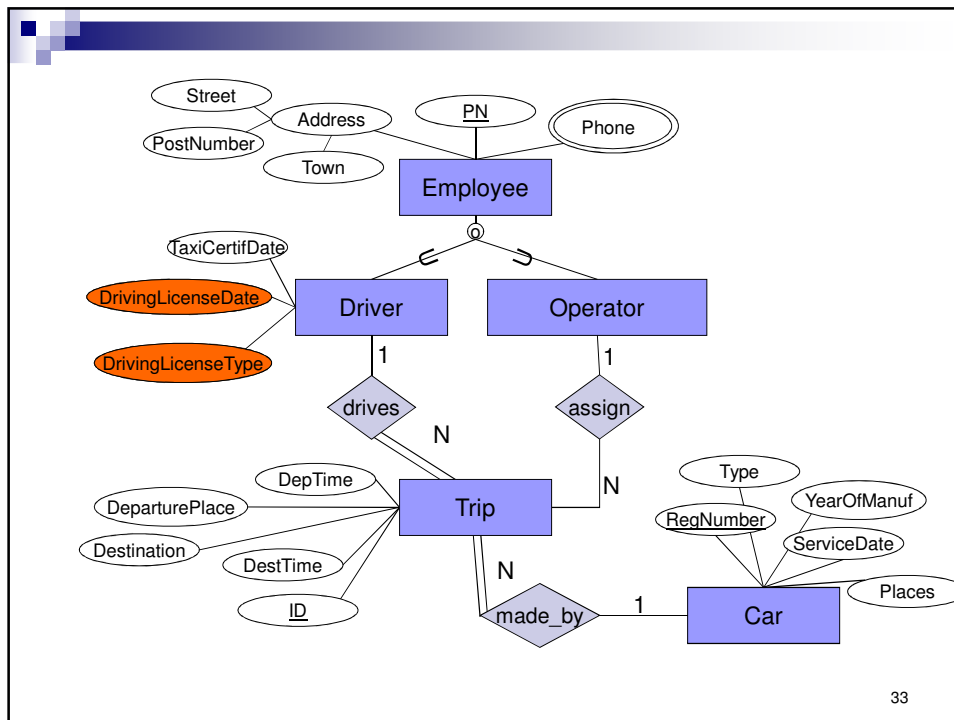 Street
Address
PN
Phone
PostNumber
Town
Employee
o
TaxiCertifDate
DrivingLicenseDate
Driver
Operator
DrivingLicenseType
1
1
drives
assign
N
DepTime
Type
N
YearOfManuf
DeparturePlace
Trip
RegNumber
Destination
ServiceDate
DestTime
N
Places
ID
made_by
1
Car
33